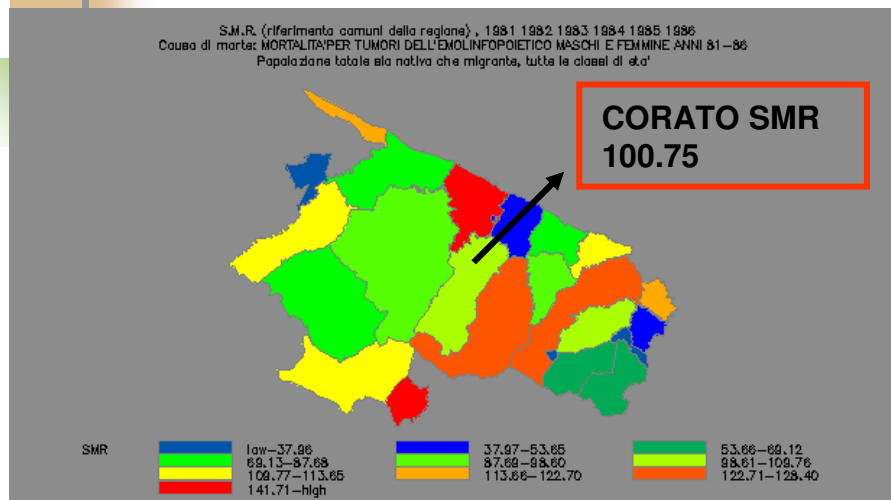 S.M.R. (riferimento comuni della regione) , 1981 1982 1983 1984 1985 1986
Causa di morte: MORTALITA'PER TUMORI DELL'EMOLINFOPOIETICO MASCHI E FEMMINE ANNI 81-86
Popolazione totale sia nativa che migrante, tutte le classi di eta'
CORATO SMR
100.75
SMR
low-37.96
37.97-53.65
53.66-69.12
69.13-87.68
87.69-98.60
98.61-109.76
109.77-113.65
113.66-122.70
122.71-128.40
141.71-high